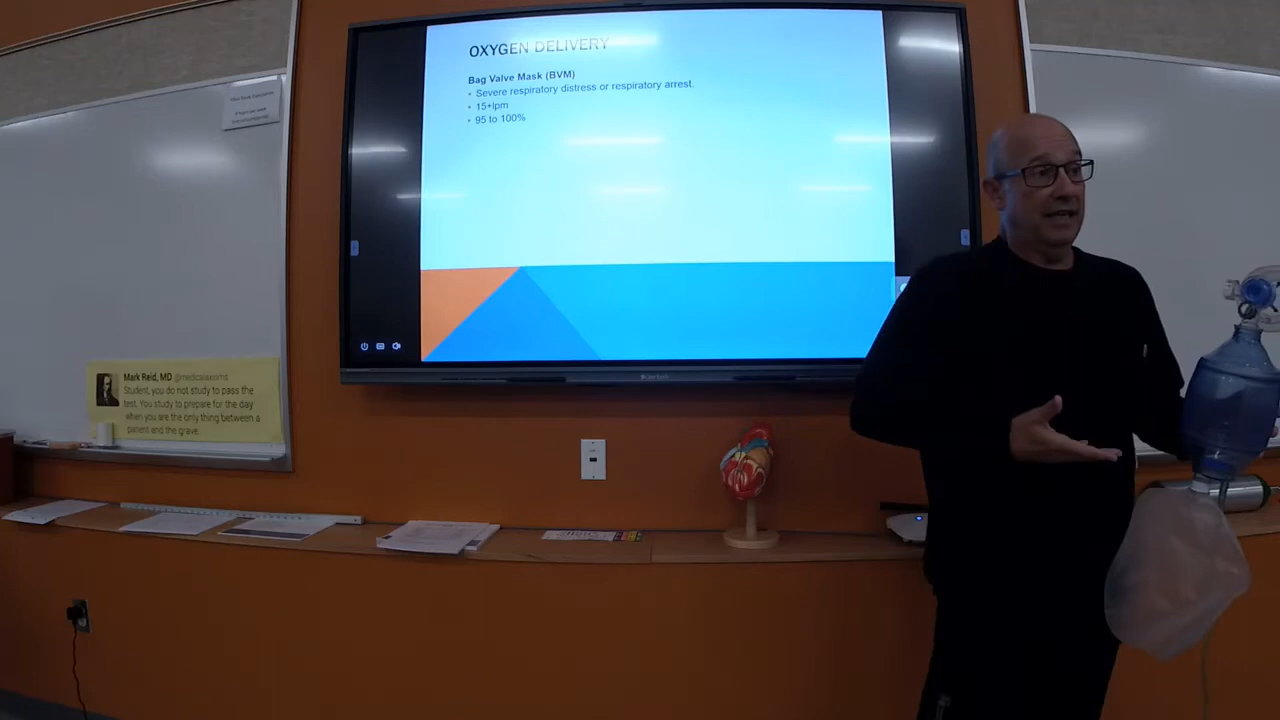 OXYGEN DELIVERY
Bag Valve Mask (BVM)
• Severe respiratory distress or respiratory arrest.
• 15+lpm
• 95 to 100%
Mark Reid, MD @medicalaxioms
Student, you do not study to pass the
test. You study to prepare for the day
when you are the only thing between a
patient and the grave.